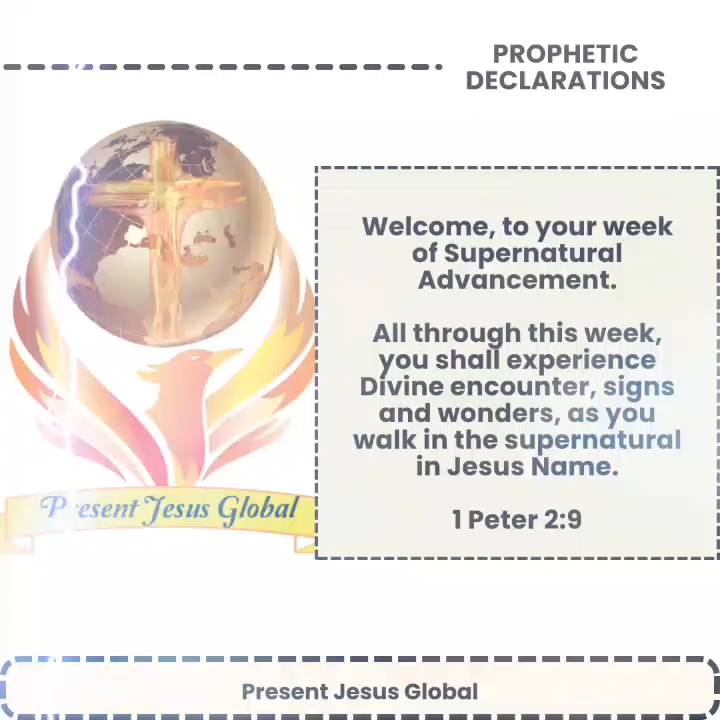 PROPHETIC
DECLARATIONS
Welcome, to your week
of Supernatural
Advancement.
All through this week,
you shall experience
Divine encounter, signs
and wonders, as you
walk in the supernatural
in Jesus Name.
1 Peter 2:9
Present Jesus Global
Present Jesus Global